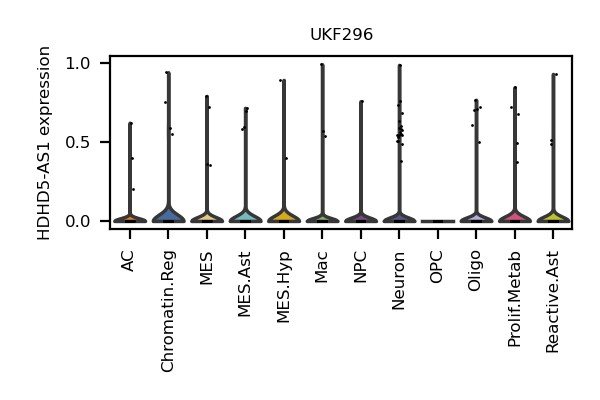 UKF296
HDHD5-AS1 expression
1.0
0.5
0.0
AC
Chromatin.Reg
MES
MES.Ast
MES.Hyp
Mac
NPC
Neuron
OPC
Oligo
Prolif.Metab
Reactive.Ast